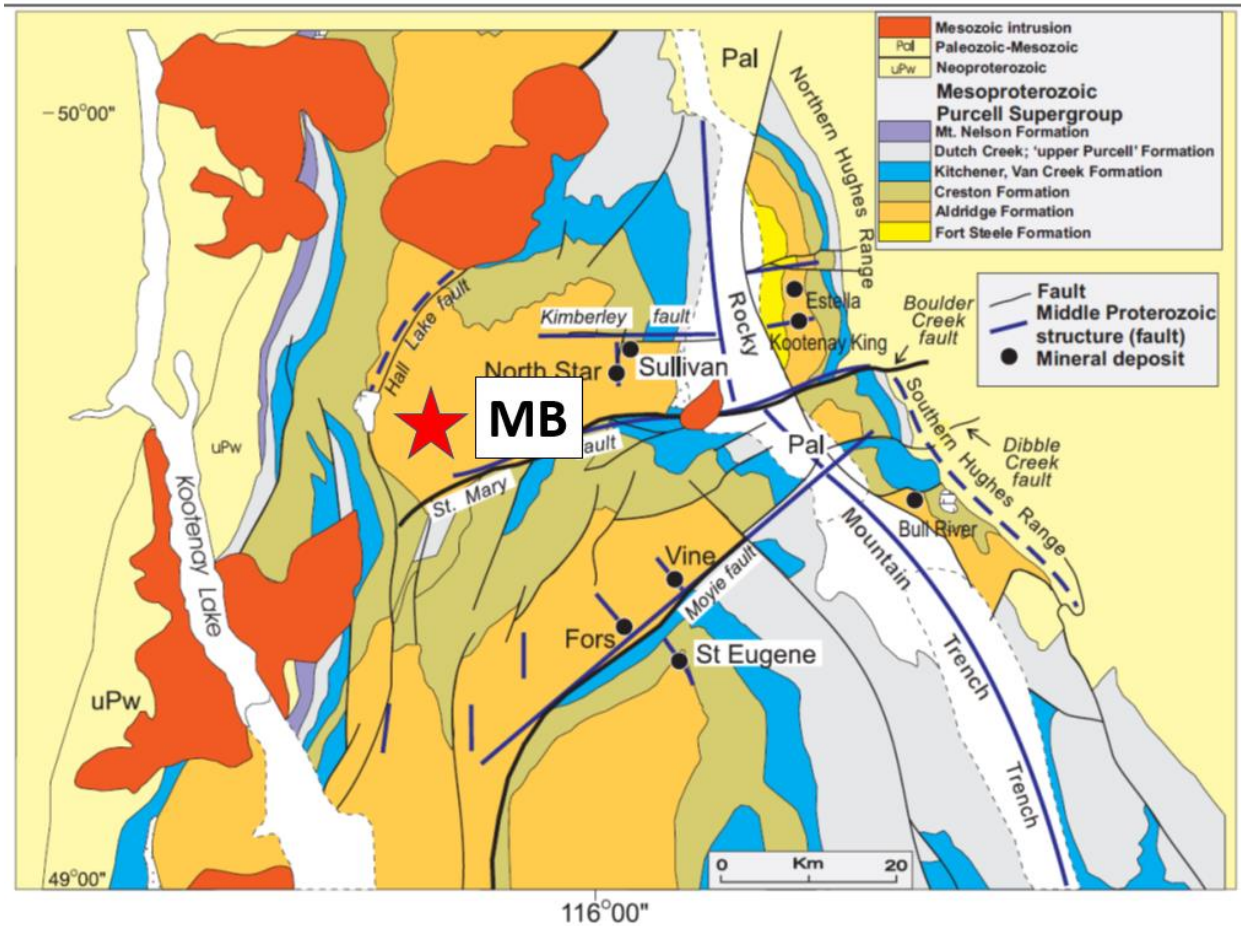 Mesozoic intrusion
Pall
Paleozoic-Mesozoic
uPw
Neoproterozoic
Mesoproterozoic
Purcell Supergroup
Mt. Nelson Formation
Dutch Creek; 'upper Purcell' Formation
Kitchener, Van Creek Formation
Creston Formation
Aldridge Formation
Fort Steele Formation
Fault
Middle Proterozoic
structure (fault)
Mineral deposit
50°00"
Pal
Northern Hughes Range
Hall Lake fault
Kimberley fault
Rocky
Estella
Kootenay King
Boulder
Creek
fault
North Star
Sullivan
MB
fault
St. Mary
uPw
Southern Hughes Range
Dibble
Creek
fault
Pal
Kootenay Lake
Mountain
Bull River
Vine
Moyie fault
Fors
St Eugene
uPw
Trench
Trench
0 Km 20
49°00"
116°00"